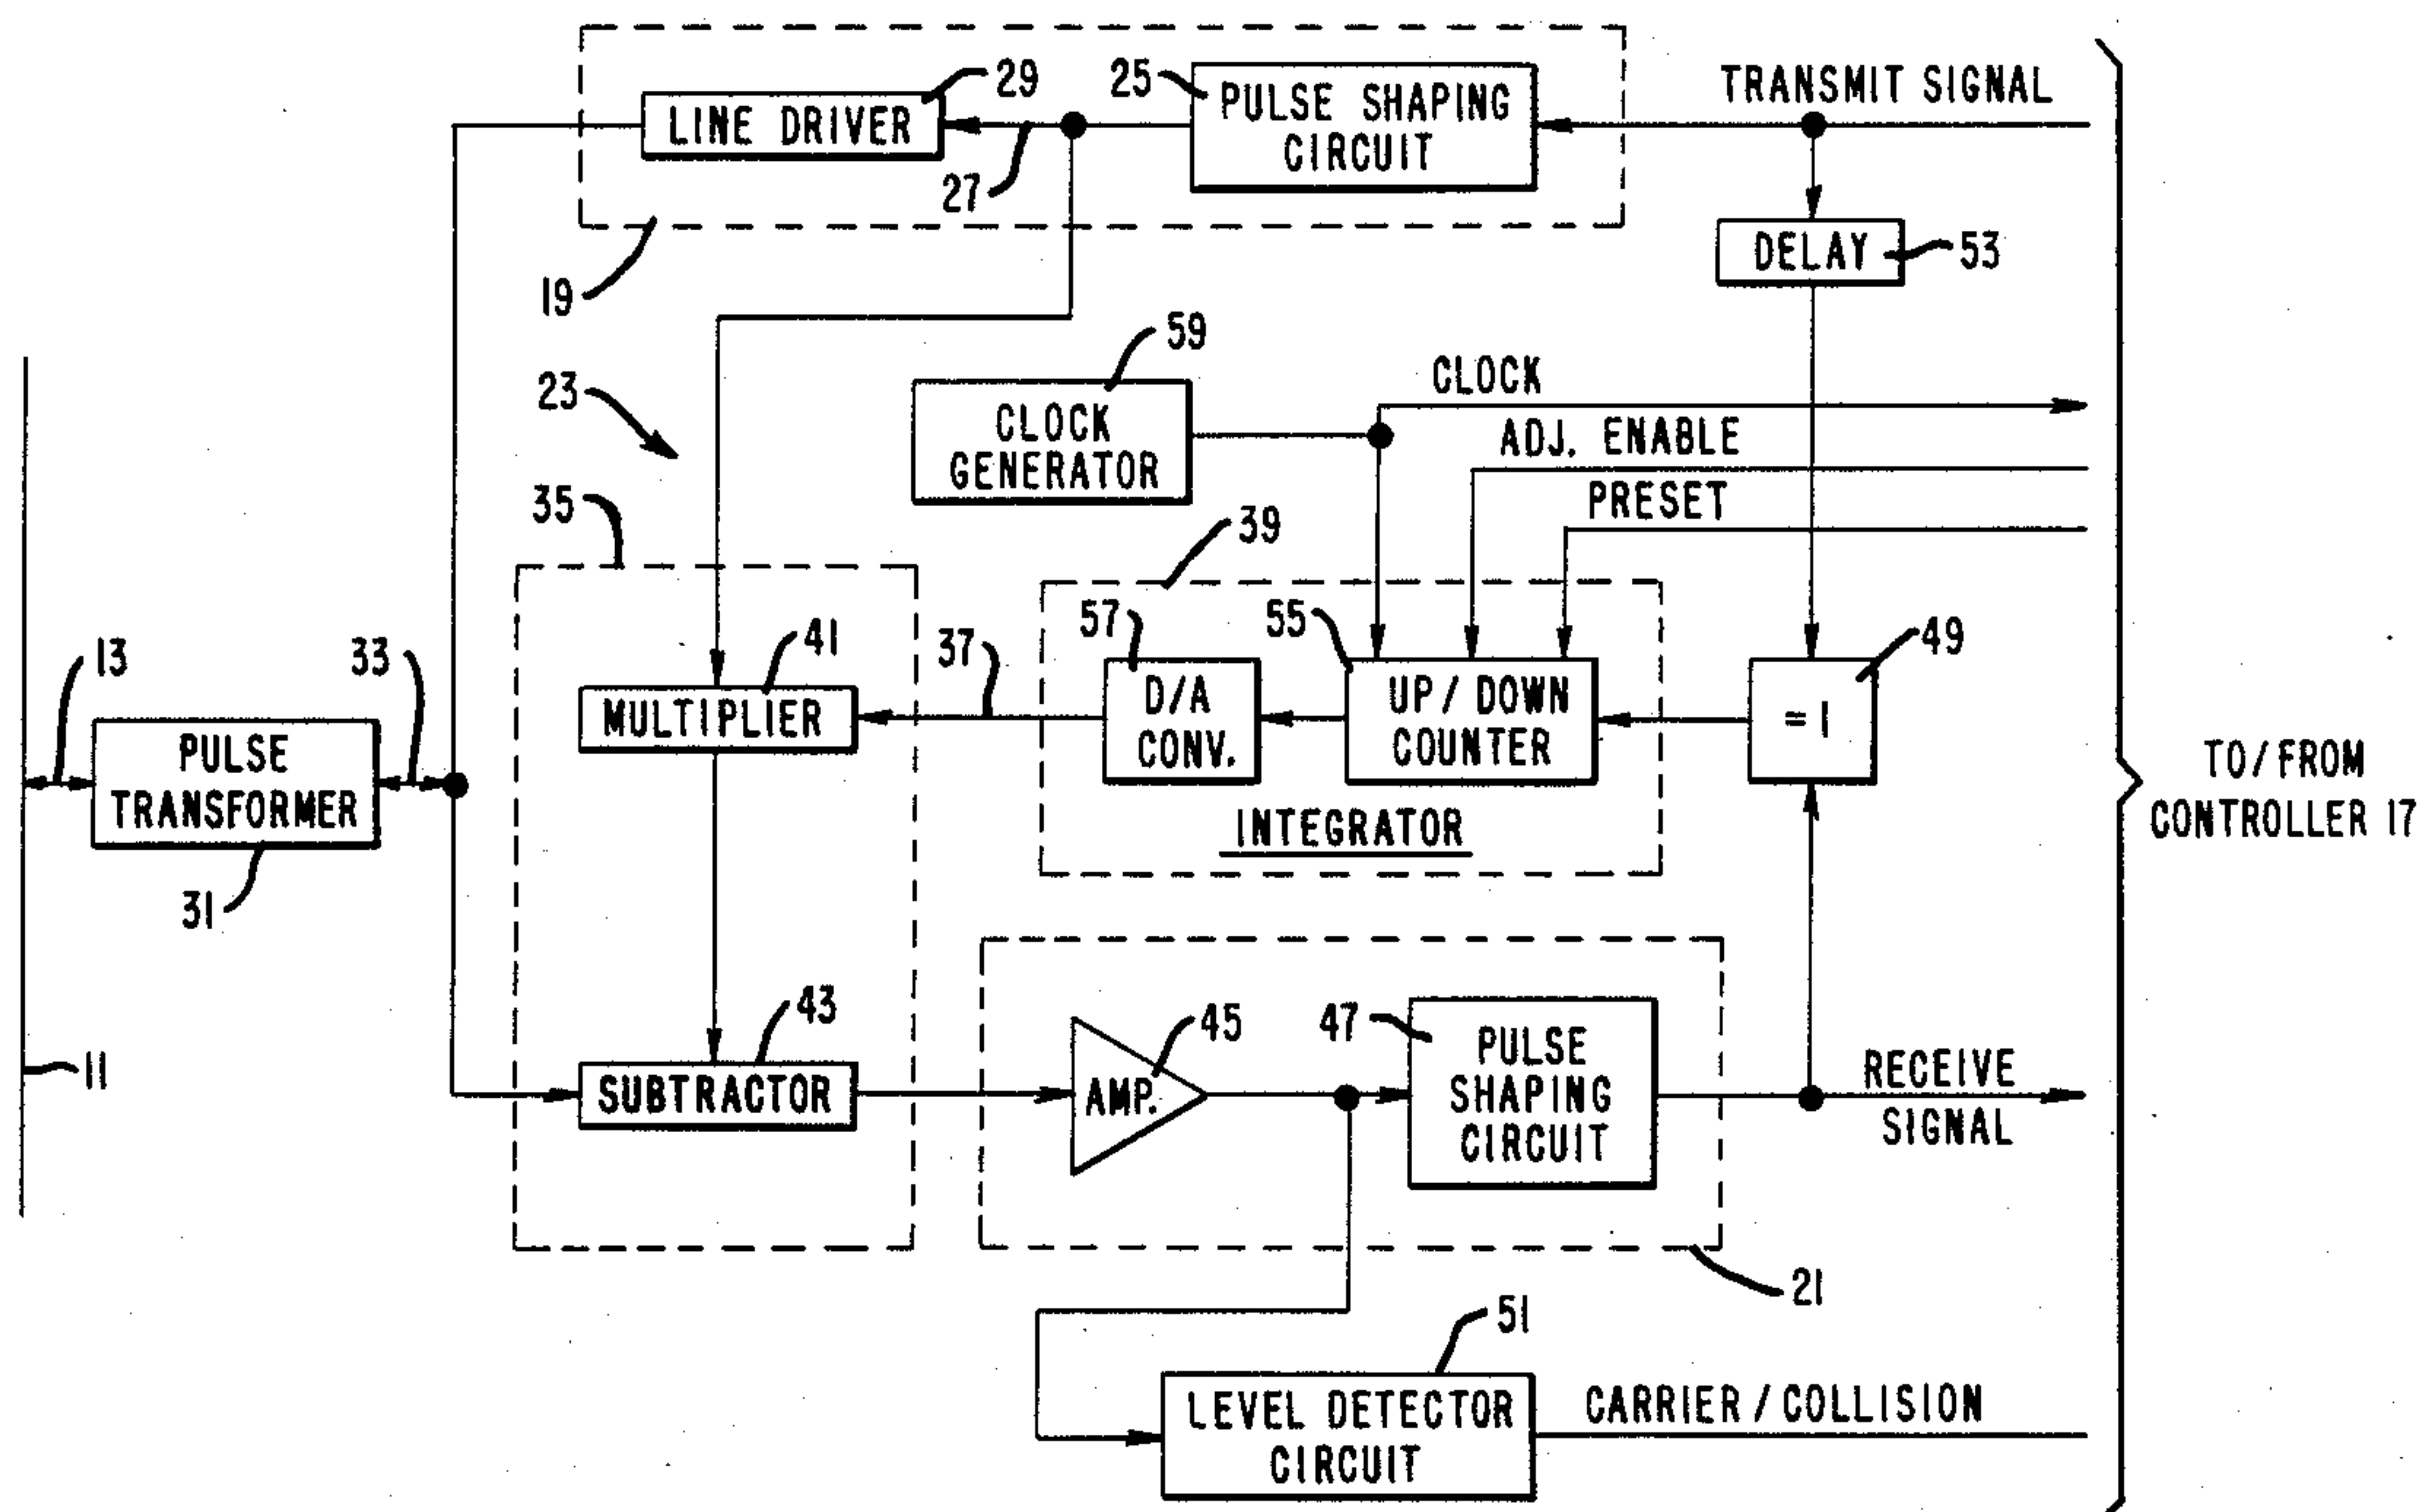 29
25
LINE DRIVER
PULSE SHAPING
CIRCUIT
TRANSMIT SIGNAL
27
19
DELAY
53
59
23
CLOCK
GENERATOR
CLOCK
ADJ. ENABLE
PRESET
35
39
13
33
41
37
57
55
49
MULTIPLIER
D/A
CONV.
UP/DOWN
COUNTER
=1
PULSE
TRANSFORMER
31
INTEGRATOR
TO/FROM
CONTROLLER 17
43
45
47
11
SUBTRACTOR
AMP.
PULSE
SHAPING
CIRCUIT
RECEIVE
SIGNAL
21
51
LEVEL DETECTOR
CIRCUIT
CARRIER/COLLISION